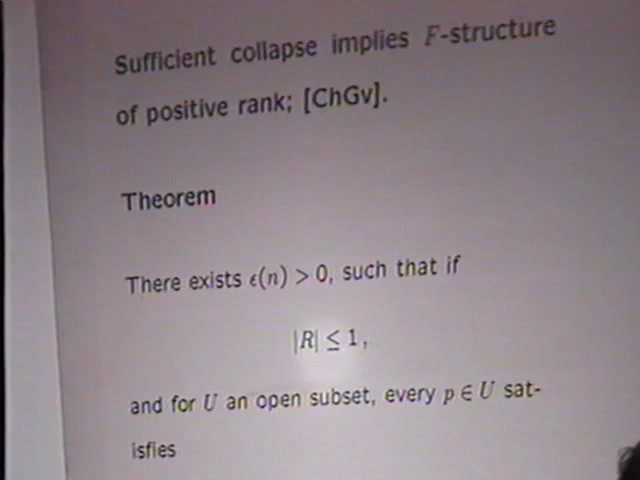 Sufficient collapse implies F-structure
of positive rank; [ChGv].
Theorem
There exists ε(n) > 0, such that if
|R| ≤ 1,
and for U an open subset, every p ∈ U sat-
isfies